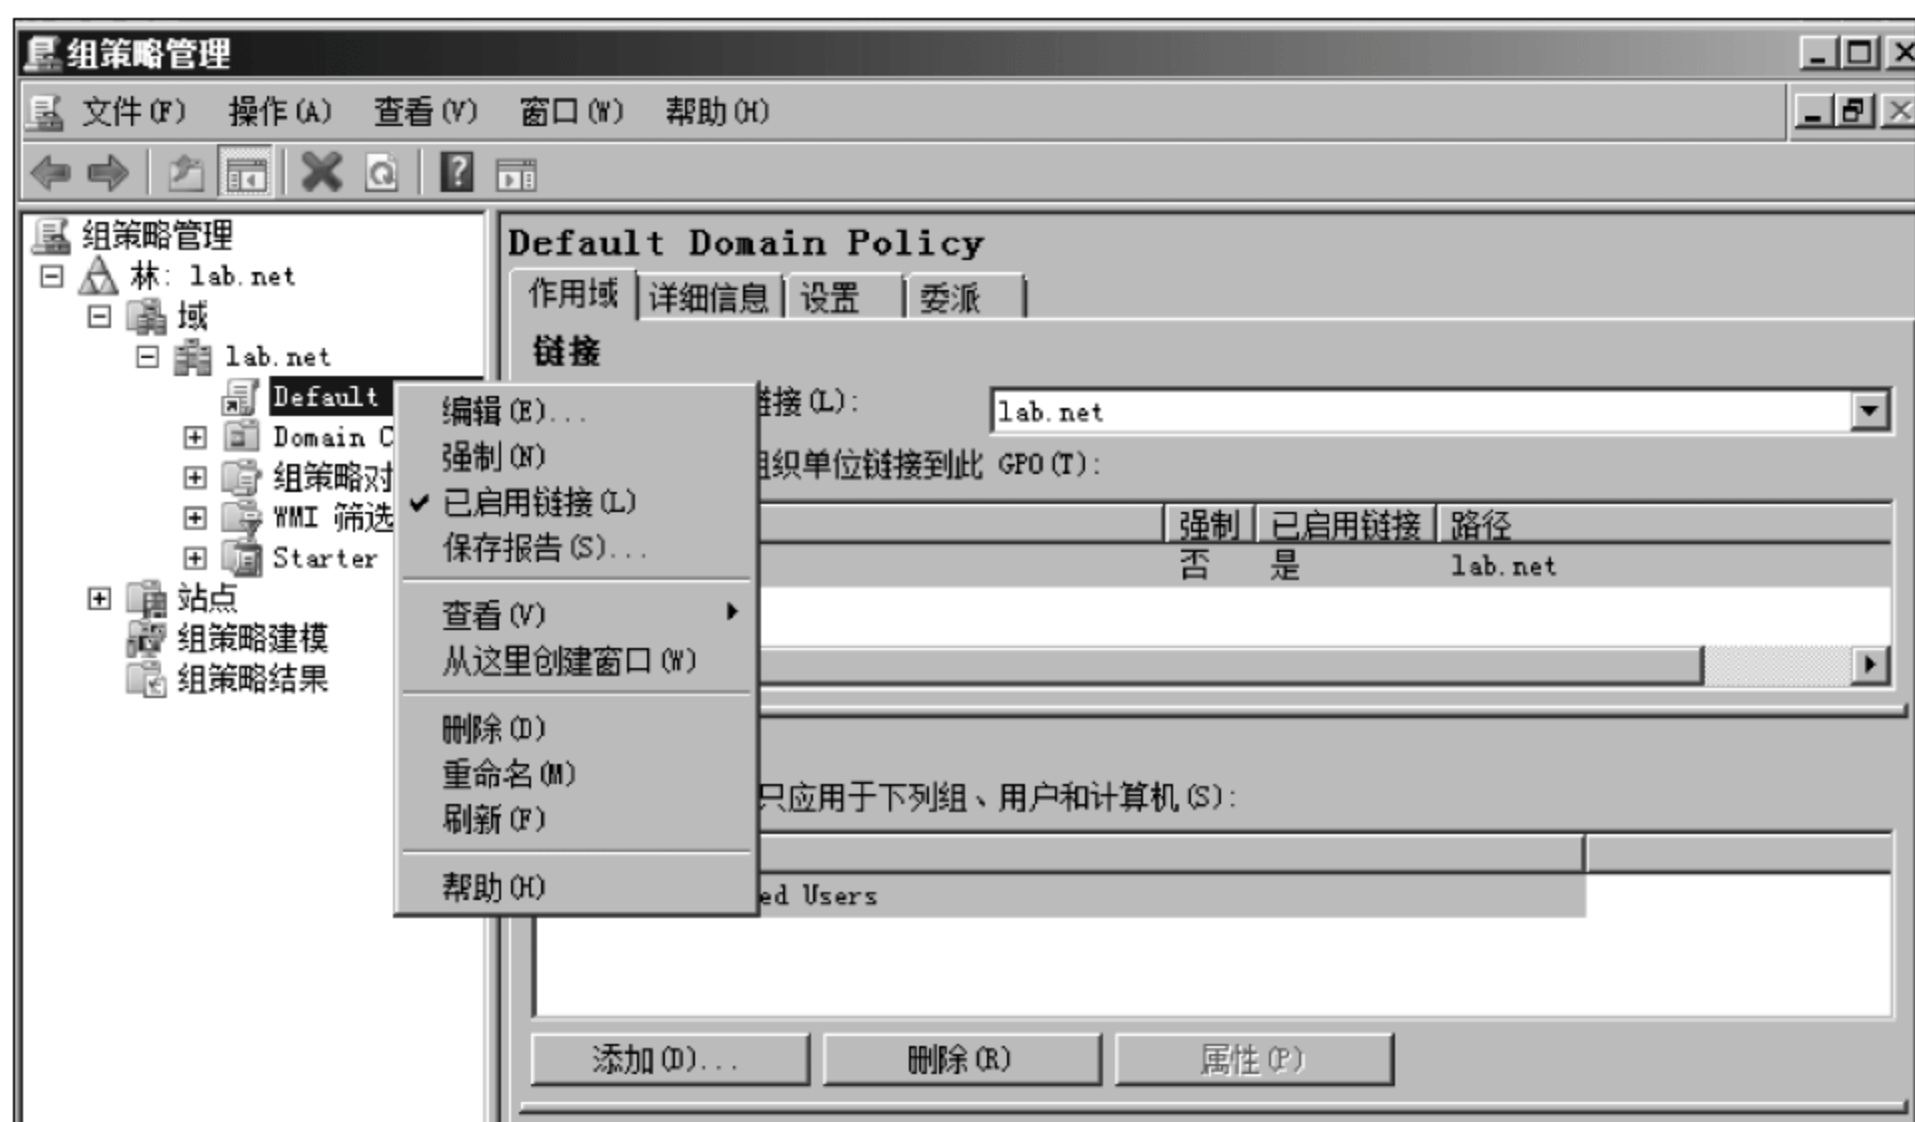 组策略管理
文件(F) 操作(A) 查看(V) 窗口(W) 帮助(H)
组策略管理
林: lab.net
域
lab.net
Default
Domain C
组策略对
WMI 筛选
Starter
站点
组策略建模
组策略结果
Default Domain Policy
作用域 详细信息 设置 委派
链接
链接(L): lab.net
组织单位链接到此 GPO(T):
强制 已启用链接 路径
否 是 lab.net
只应用于下列组、用户和计算机(S):
ed Users
添加(D)... 删除(R) 属性(P)
编辑(E)...
强制(N)
已启用链接(L)
保存报告(S)...
查看(V)
从这里创建窗口(W)
删除(D)
重命名(M)
刷新(F)
帮助(H)